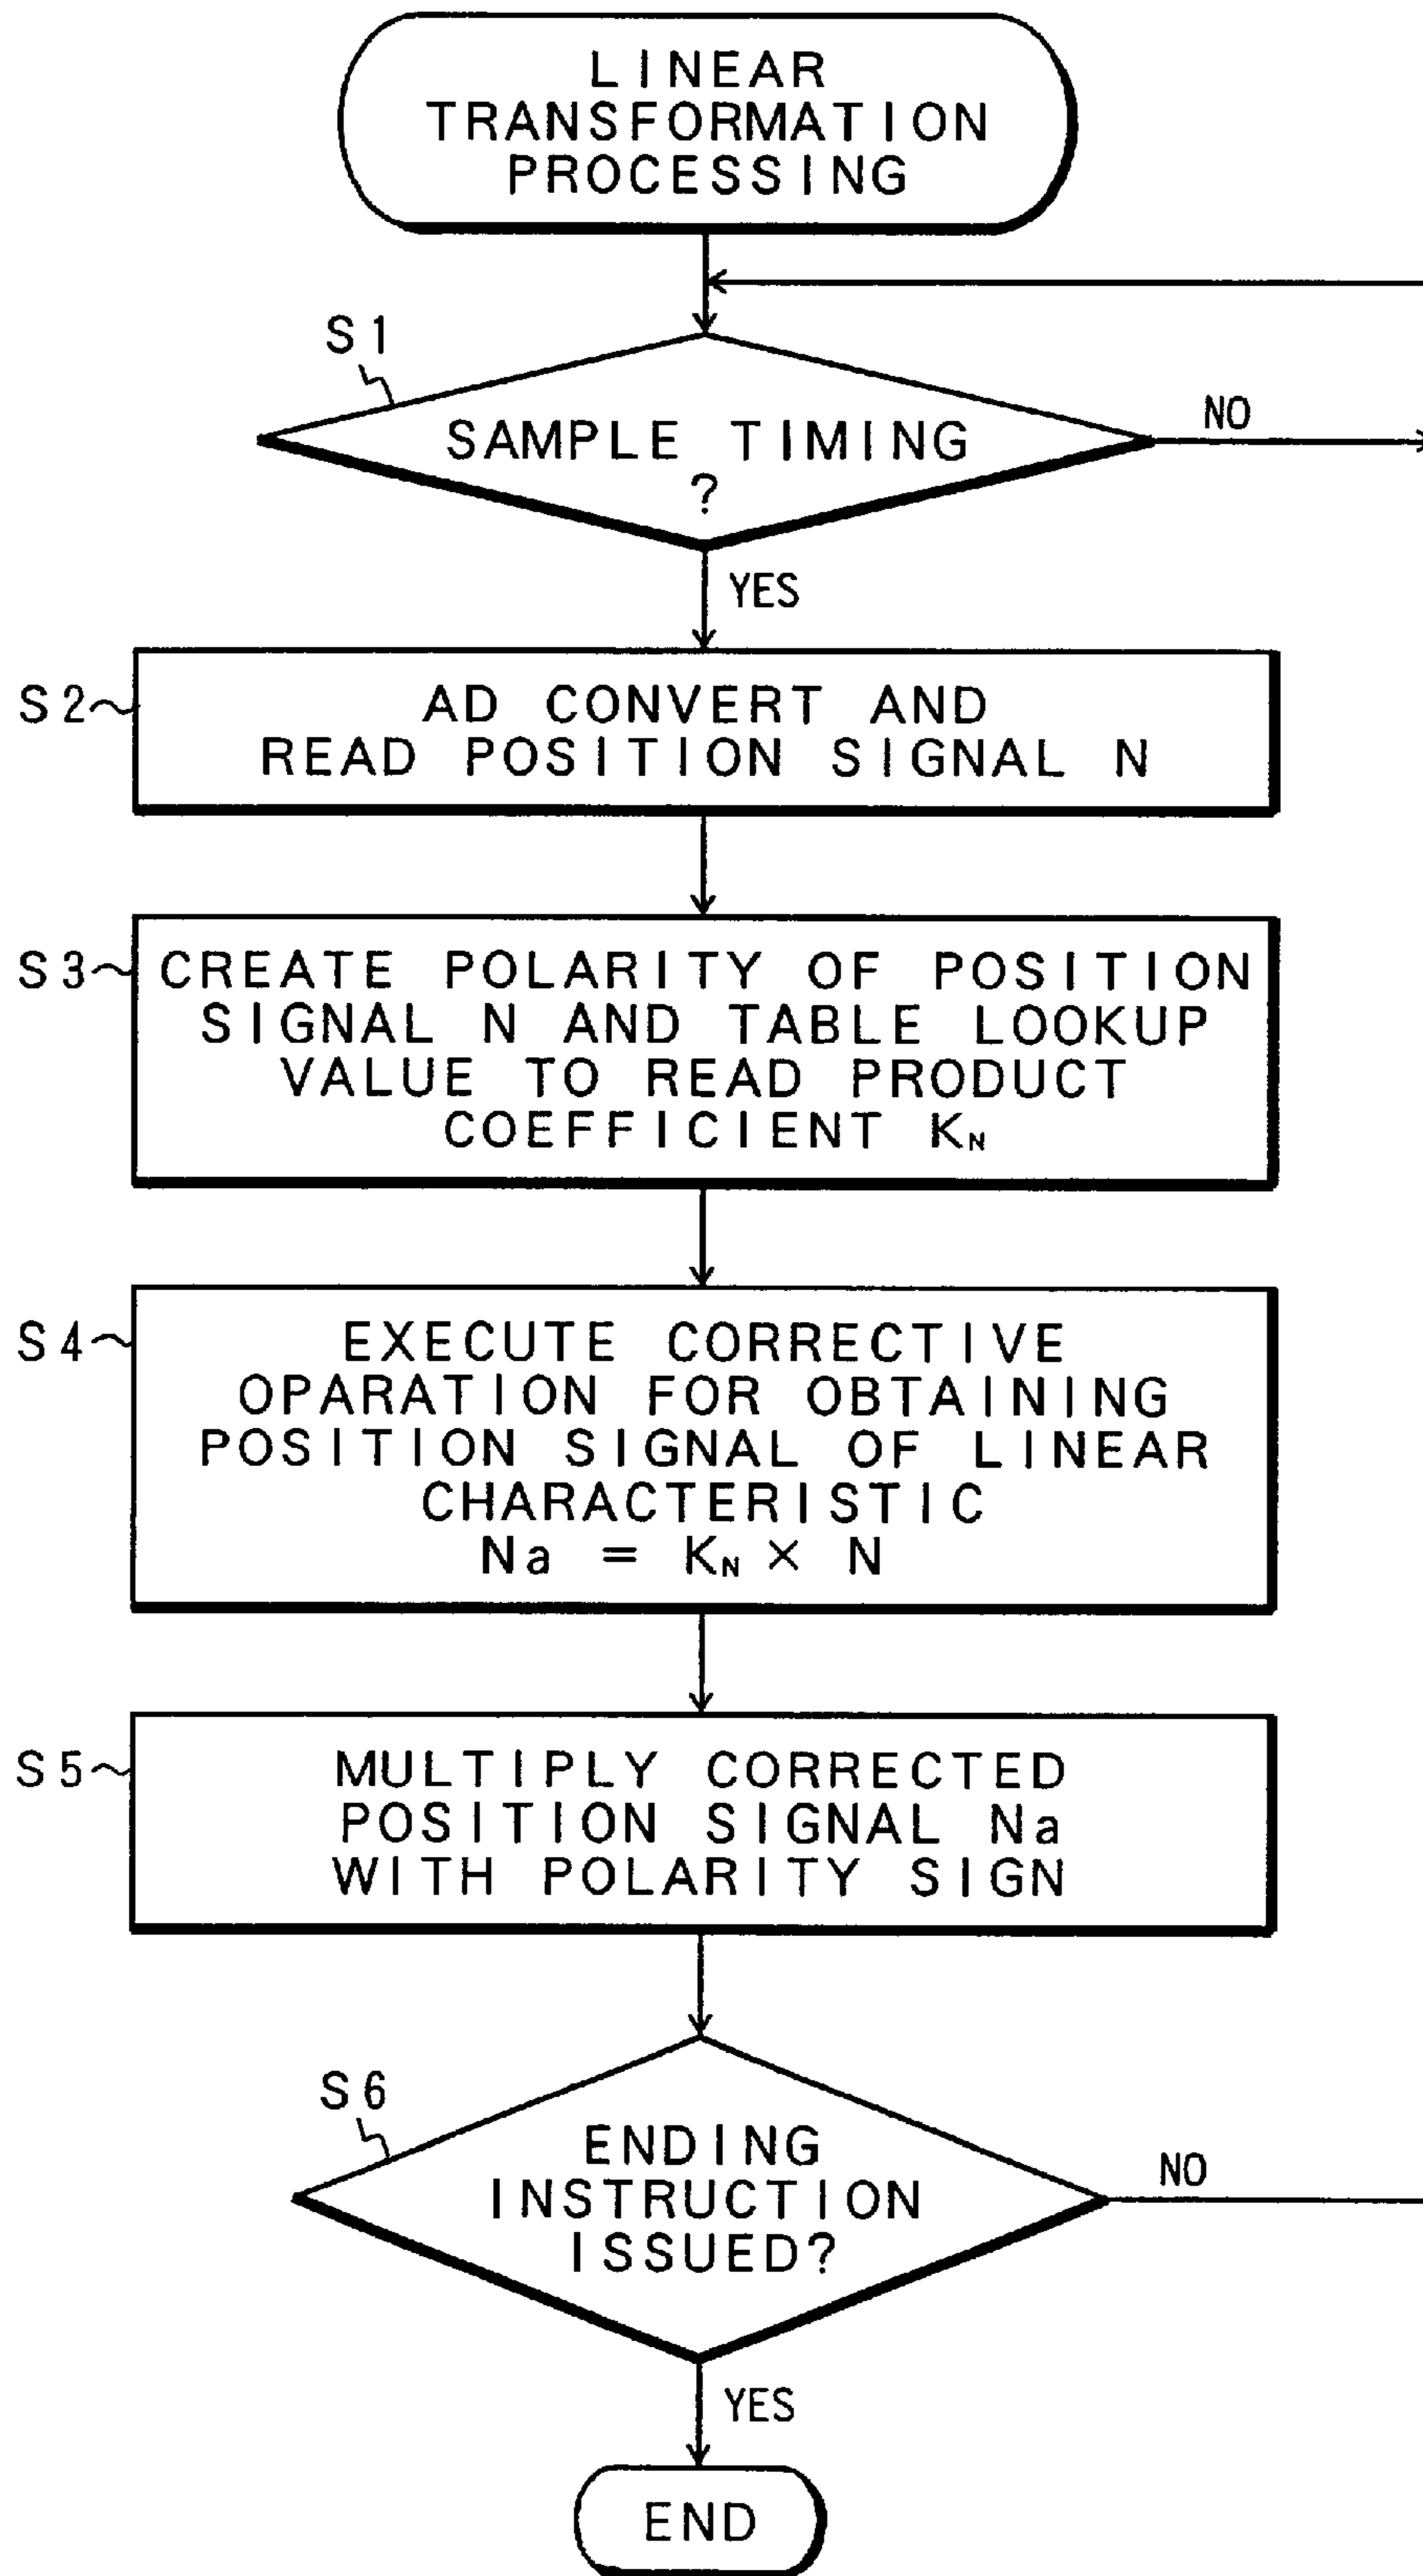 LINEAR
TRANSFORMATION
PROCESSING
S1
SAMPLE TIMING
?
NO
YES
S2
AD CONVERT AND
READ POSITION SIGNAL N
S3
CREATE POLARITY OF POSITION
SIGNAL N AND TABLE LOOKUP
VALUE TO READ PRODUCT
COEFFICIENT KN
S4
EXECUTE CORRECTIVE
OPARATION FOR OBTAINING
POSITION SIGNAL OF LINEAR
CHARACTERISTIC
Na = KN × N
S5
MULTIPLY CORRECTED
POSITION SIGNAL Na
WITH POLARITY SIGN
S6
ENDING
INSTRUCTION
ISSUED?
NO
YES
END